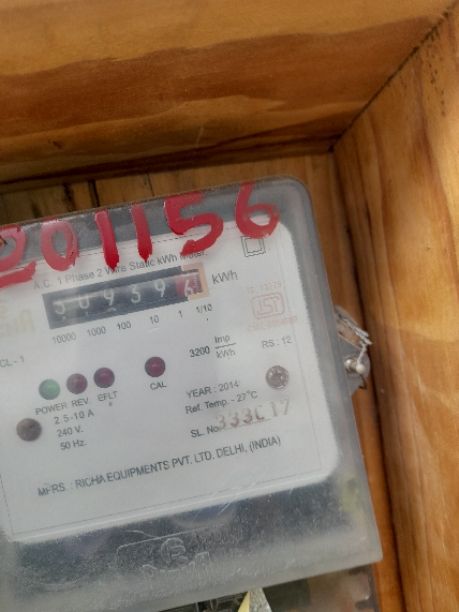 201156
A.C. 1 Phase 2 Wire Static kWh Meter
kWh
10000 1000 100 10 1 1/10
CL - 1
3200 Imp/kWh
RS : 12
POWER REV. EFLT
CAL
2.5-10 A
240 V.
50 Hz.
YEAR : 2014
Ref. Temp. - 27°C
SL. No.
MFRS. : RICHA EQUIPMENTS PVT. LTD. DELHI, (INDIA)